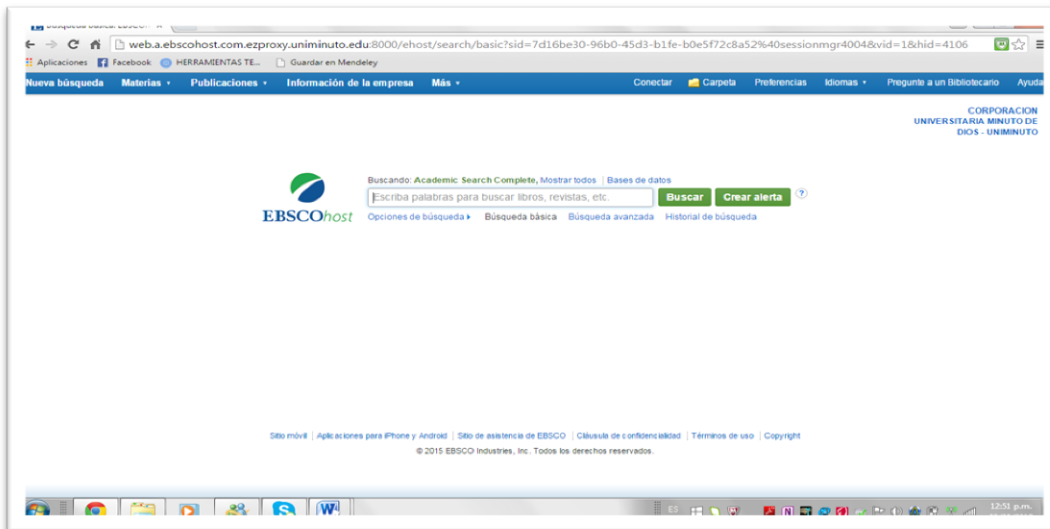 web.a.ebscohost.com.ezproxy.uniminuto.edu:8000/ehost/search/basic?sid=7d16be30-96b0-45d3-b1fe-b0e5f72c8a52%40sessionmgr4004&vid=1&hid=4106
Aplicaciones Facebook HERRAMIENTAS TE... Guardar en Mendeley
Nueva búsqueda Materias Publicaciones Información de la empresa Más Conectar Carpeta Preferencias Idiomas Pregunte a un Bibliotecario Ayuda
CORPORACION
UNIVERSITARIA MINUTO DE
DIOS - UNIMINUTO
Buscando: Academic Search Complete, Mostrar todos | Bases de datos
Escriba palabras para buscar libros, revistas, etc. Buscar Crear alerta ?
EBSCOhost Opciones de búsqueda Búsqueda básica Búsqueda avanzada Historial de búsqueda
Sitio móvil | Aplicaciones para iPhone y Android | Sitio de asistencia de EBSCO | Cláusula de confidencialidad | Términos de uso | Copyright
© 2015 EBSCO Industries, Inc. Todos los derechos reservados.
ES 12:51 p.m.